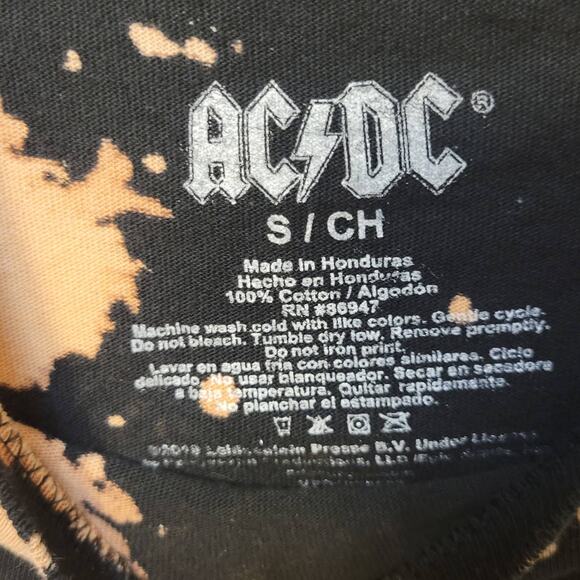 AC⚡DC®
S / CH
Made in Honduras
Hecho en Honduras
100% Cotton / Algodón
RN #86947
Machine wash cold with like colors. Gentle cycle.
Do not bleach. Tumble dry low. Remove promptly.
Do not iron print.
Lavar en agua fria con colores similares. Ciclo
delicado. No usar blanqueador. Secar en secadora
a baja temperatura. Quitar rapidamente.
No planchar el estampado.
B.V. Under
LLC